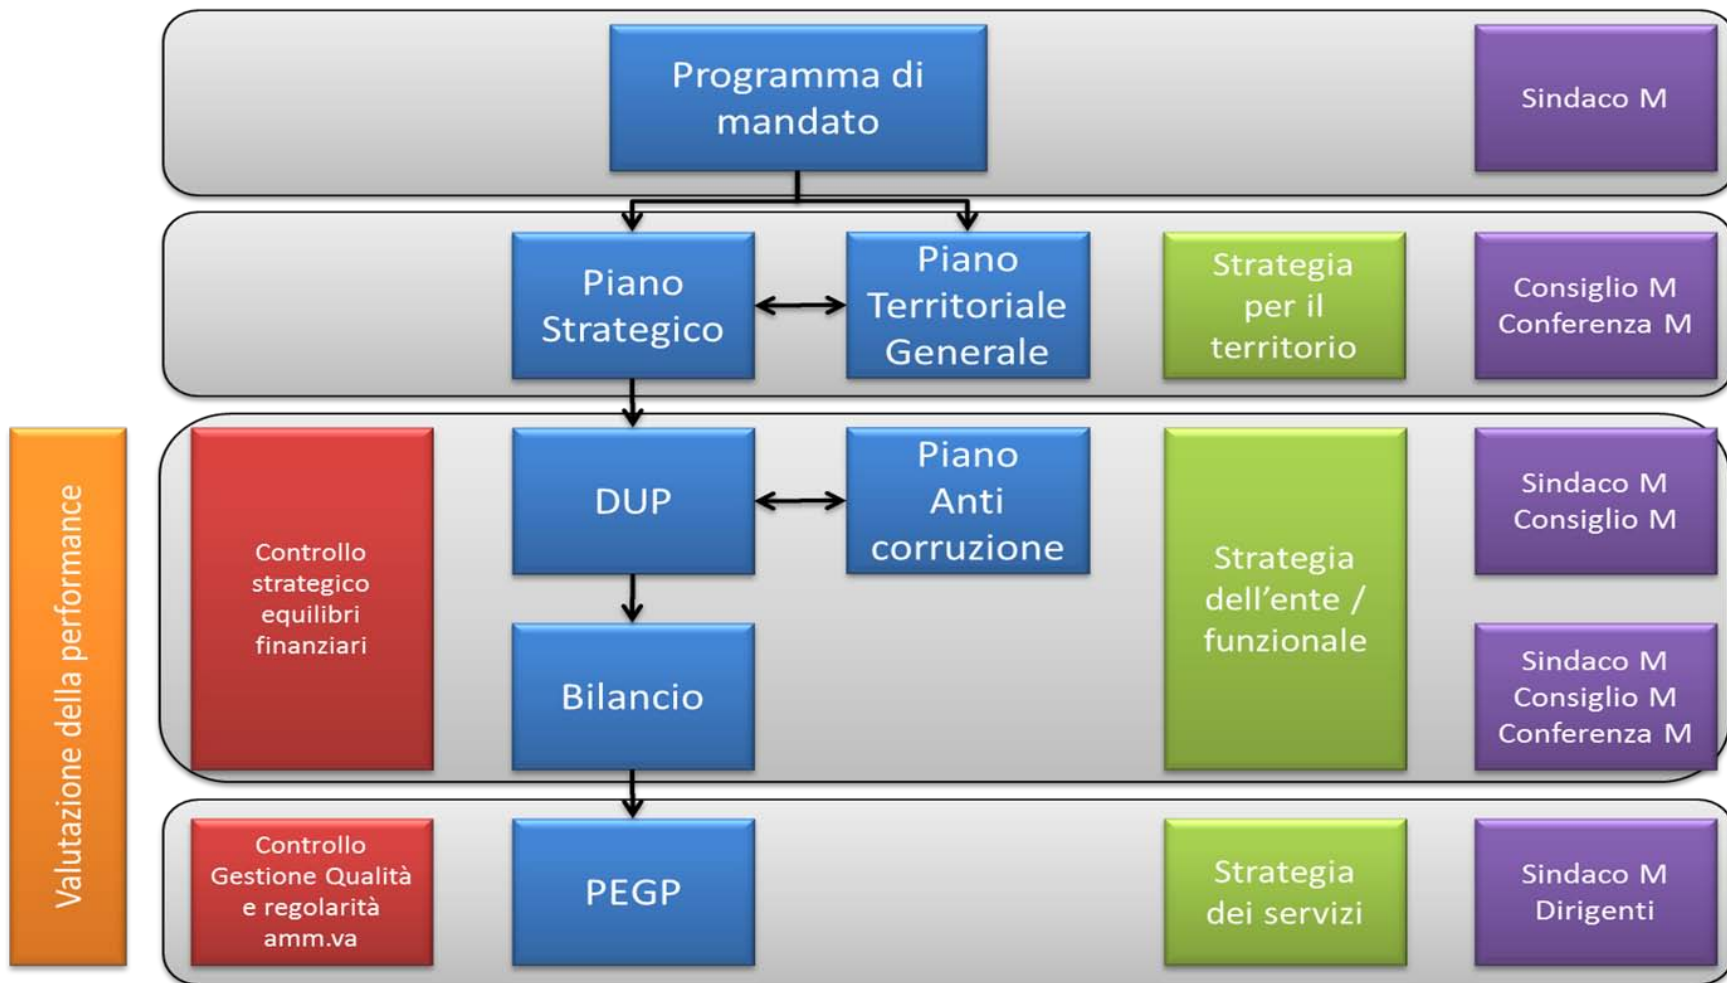 Programma di
mandato
Sindaco M
Piano
Strategico
Piano
Territoriale
Generale
Strategia
per il
territorio
Consiglio M
Conferenza M
Valutazione della performance
Controllo
strategico
equilibri
finanziari
DUP
Piano
Anti
corruzione
Strategia
dell’ente /
funzionale
Sindaco M
Consiglio M
Bilancio
Sindaco M
Consiglio M
Conferenza M
Controllo
Gestione Qualità
e regolarità
amm.va
PEGP
Strategia
dei servizi
Sindaco M
Dirigenti